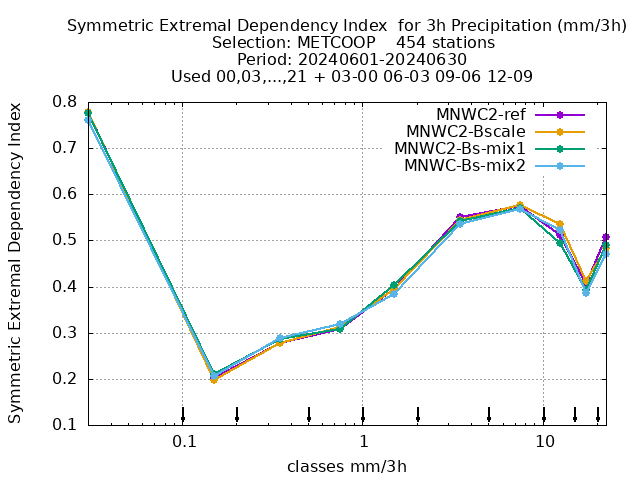 Symmetric Extremal Dependency Index  for 3h Precipitation (mm/3h)
Selection: METCOOP    454 stations
Period: 20240601-20240630
Used 00,03,...,21 + 03-00 06-03 09-06 12-09
Symmetric Extremal Dependency Index
0.8
0.7
0.6
0.5
0.4
0.3
0.2
0.1
MNWC2-ref
MNWC2-Bscale
MNWC2-Bs-mix1
MNWC-Bs-mix2
0.1 1 10
classes mm/3h